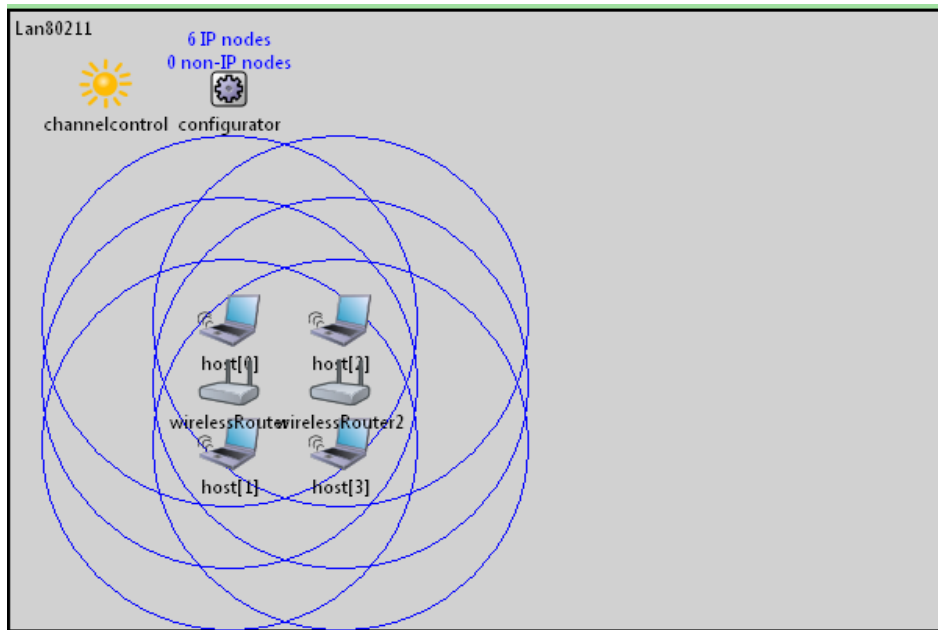 Lan80211
6 IP nodes
0 non-IP nodes
channelcontrol configurator
host[0] host[2]
wirelessRouter wirelessRouter2
host[1] host[3]